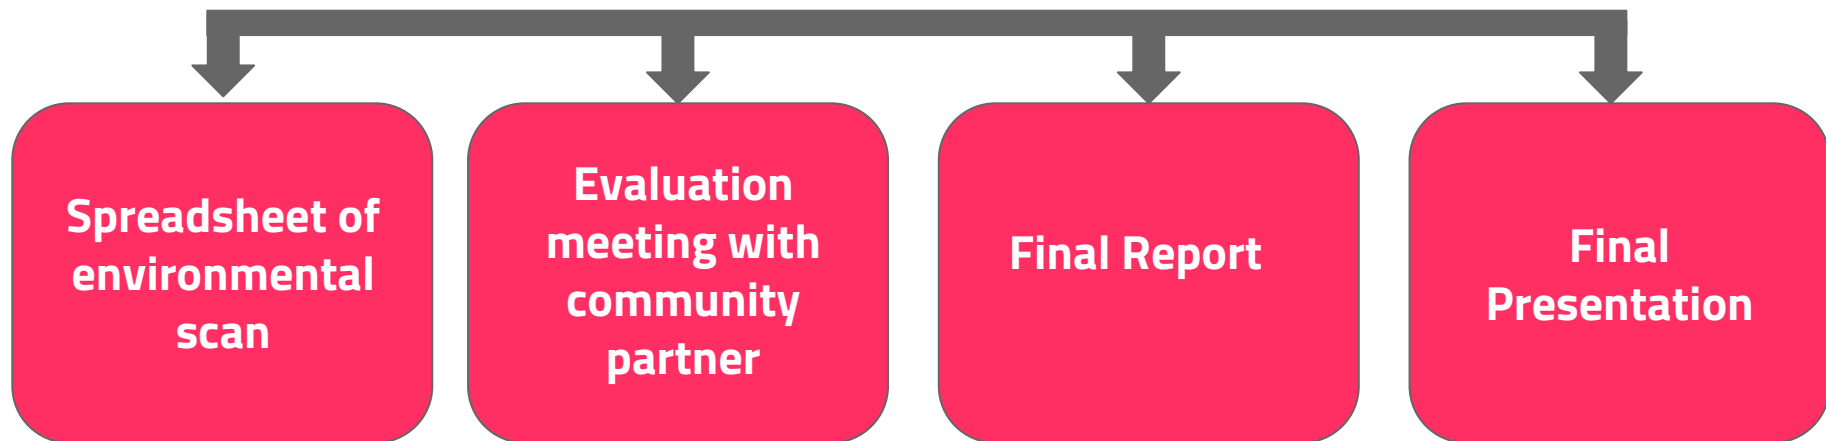 Spreadsheet of
environmental
scan
Evaluation
meeting with
community
partner
Final Report
Final
Presentation